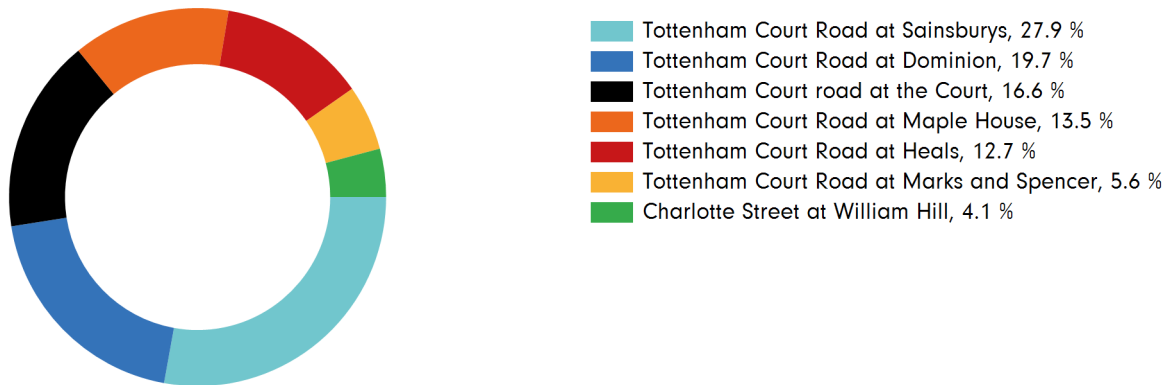 Tottenham Court Road at Sainsburys, 27.9 %
Tottenham Court Road at Dominion, 19.7 %
Tottenham Court road at the Court, 16.6 %
Tottenham Court Road at Maple House, 13.5 %
Tottenham Court Road at Heals, 12.7 %
Tottenham Court Road at Marks and Spencer, 5.6 %
Charlotte Street at William Hill, 4.1 %